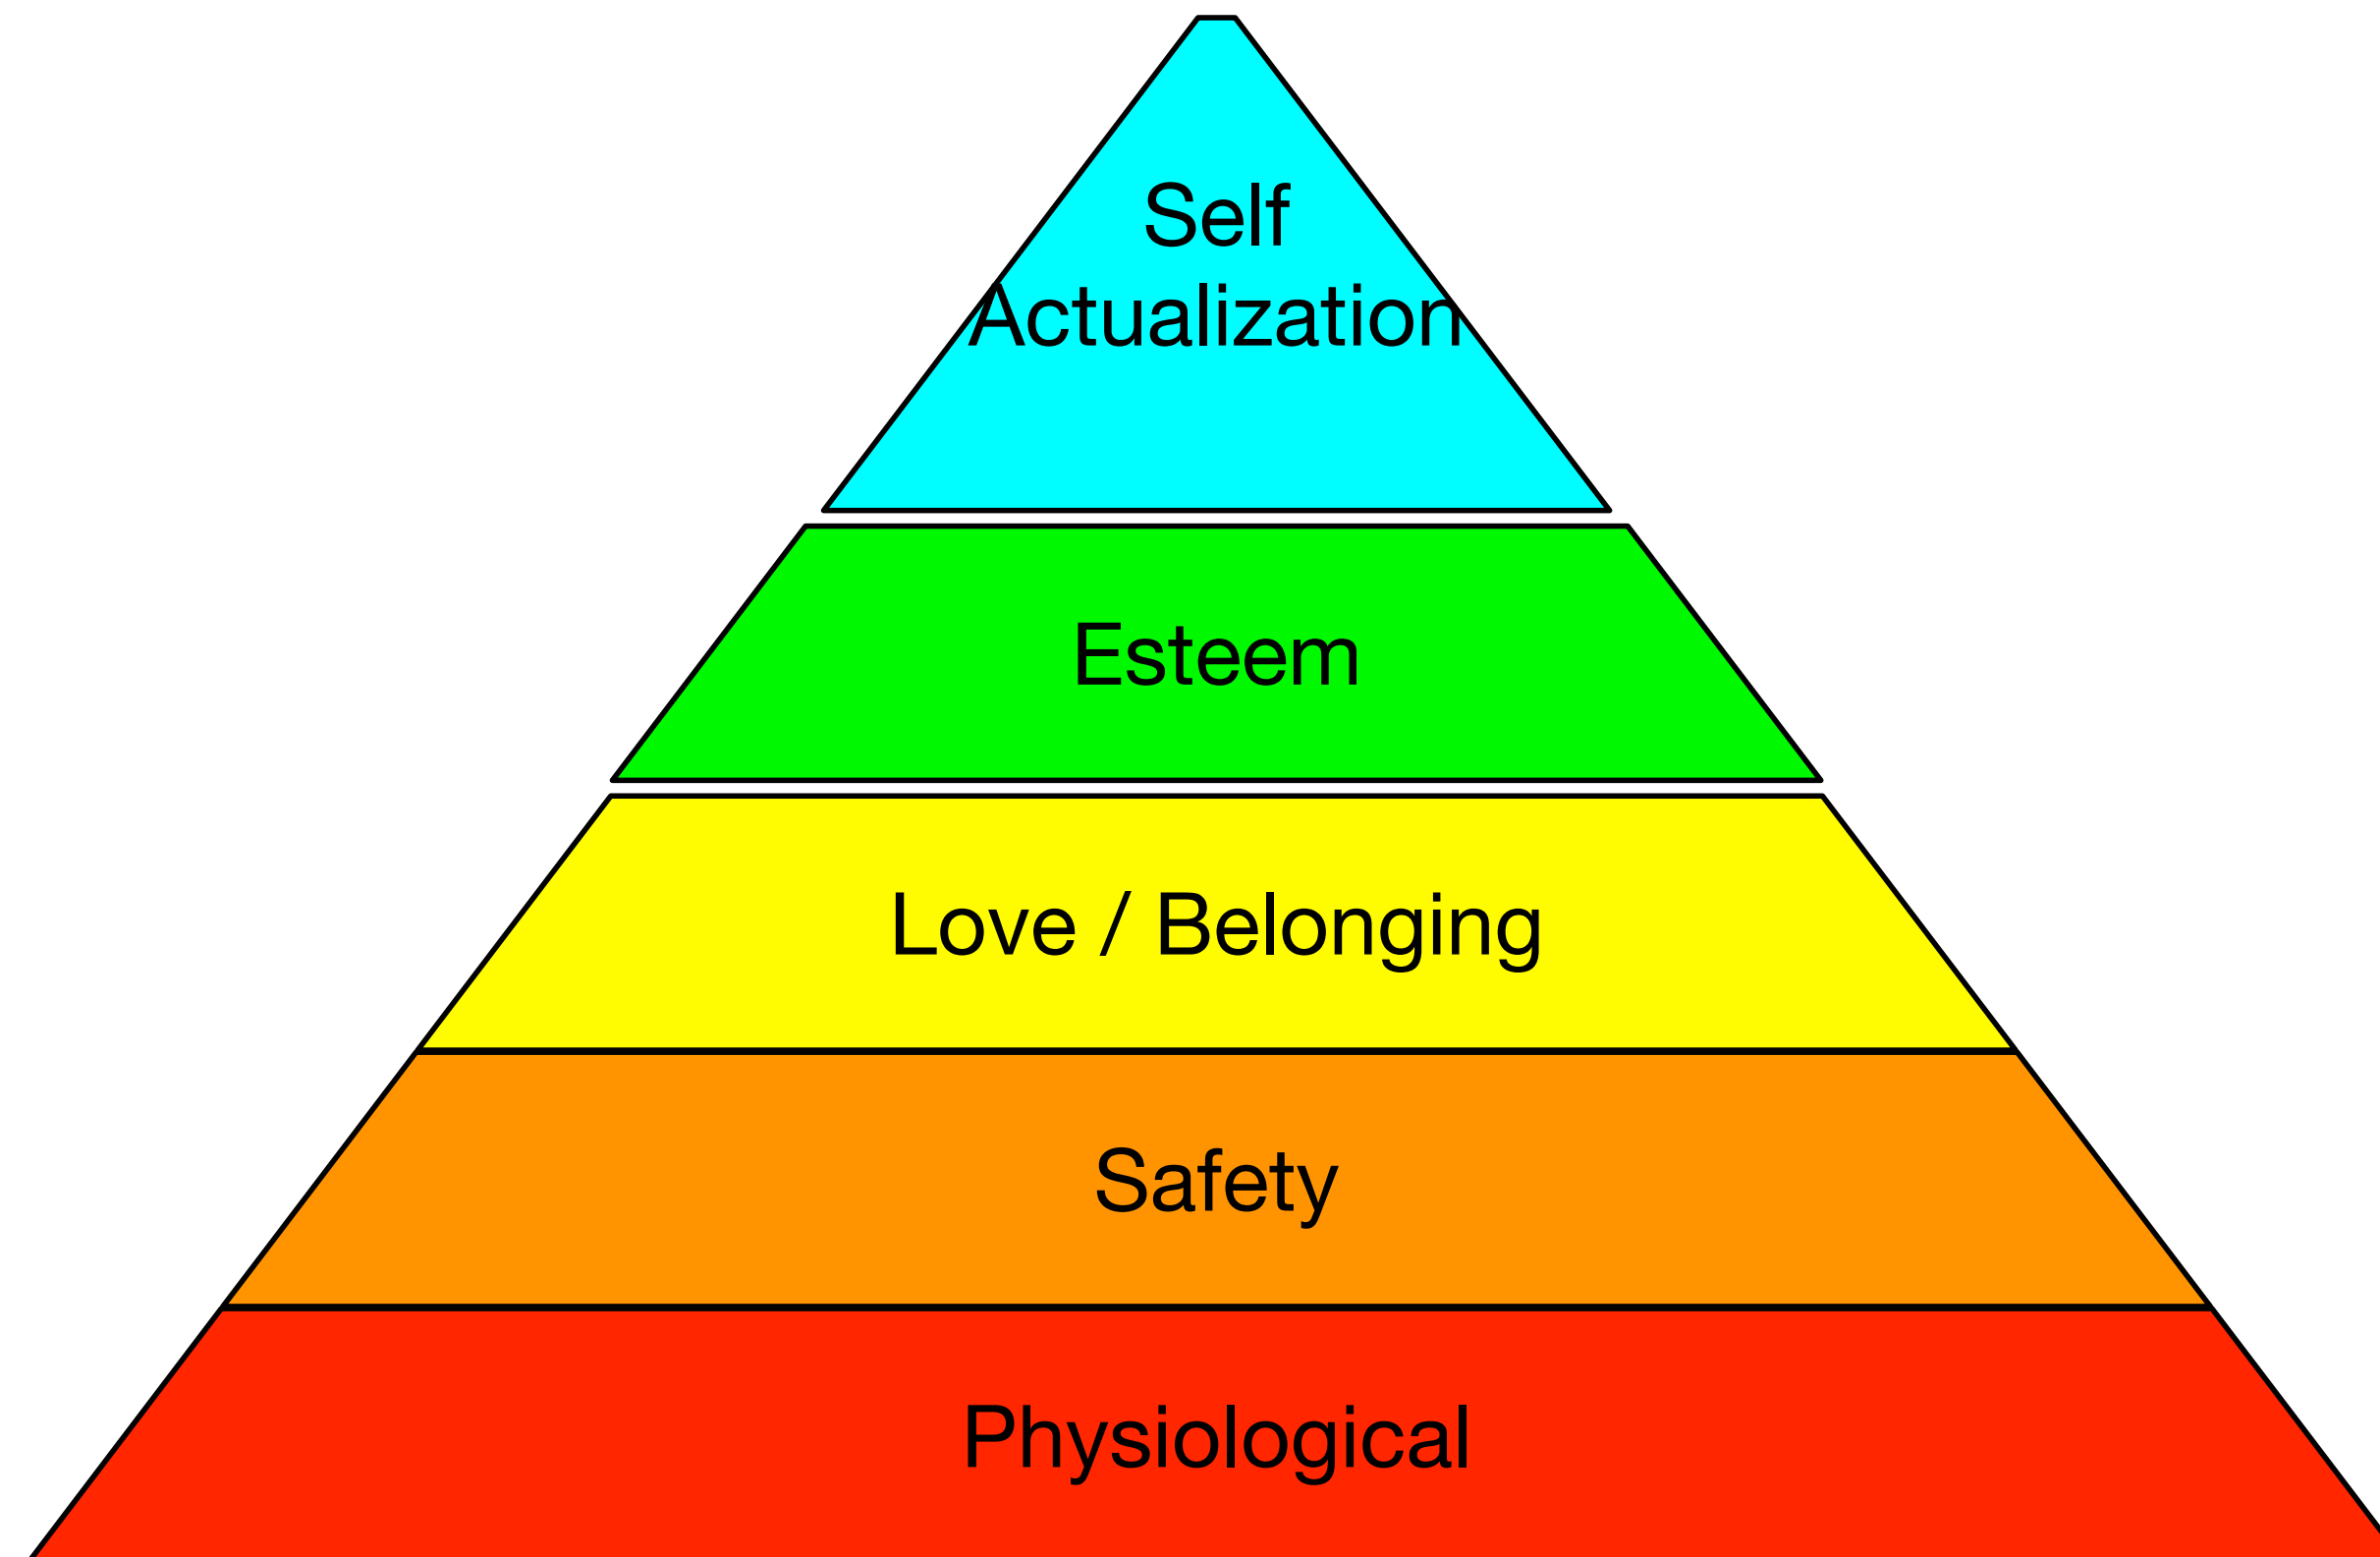 Self
Actualization
Esteem
Love / Belonging
Safety
Physiological